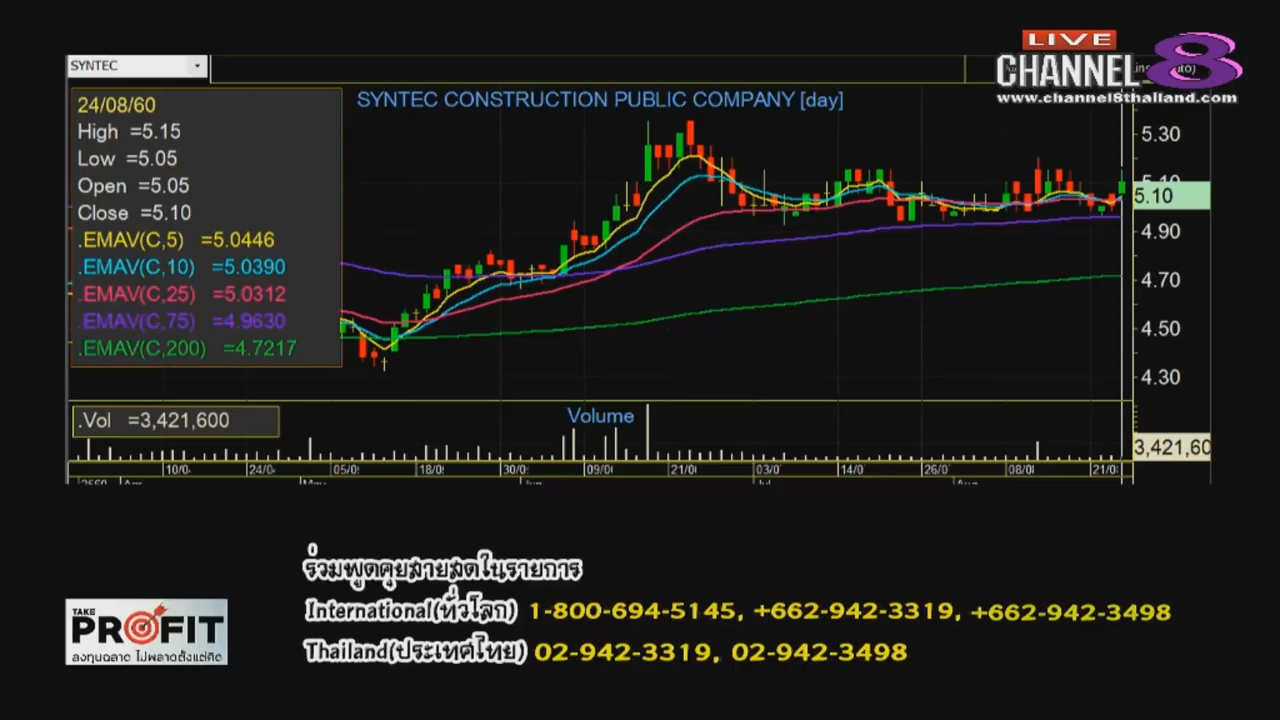 LIVE
CHANNEL 8
www.channel8thailand.com
SYNTEC
SYNTEC CONSTRUCTION PUBLIC COMPANY [day]
24/08/60
High =5.15
Low =5.05
Open =5.05
Close =5.10
.EMAV(C,5) =5.0446
.EMAV(C,10) =5.0390
.EMAV(C,25) =5.0312
.EMAV(C,75) =4.9630
.EMAV(C,200) =4.7217
5.30
5.10
5.10
4.90
4.70
4.50
4.30
.Vol =3,421,600
Volume
3,421,60
10/0 24/0 05/0 18/0 30/0 09/0 21/0 03/0 14/0 26/0 08/0 21/0
2560 Apr May Jun Jul Aug
ร่วมพูดคุยสายสดในรายการ
International(ทั่วโลก) 1-800-694-5145, +662-942-3319, +662-942-3498
Thailand(ประเทศไทย) 02-942-3319, 02-942-3498
TAKE
PROFIT
ลงทุนฉลาด ไม่พลาดตั้งแต่คิด